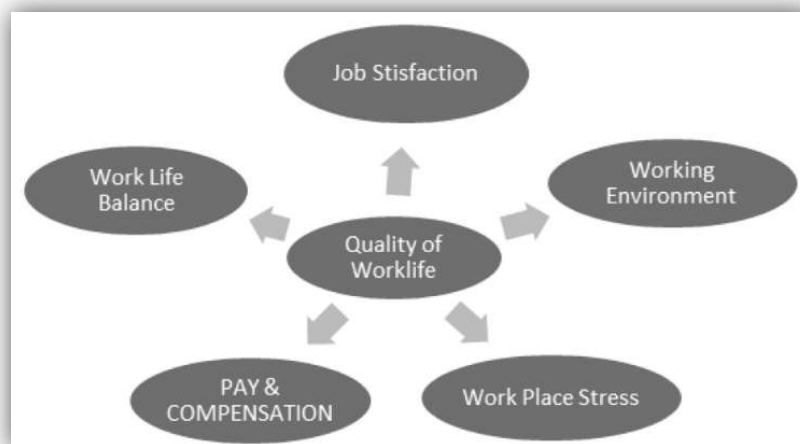 Job Stisfaction
Work Life
Balance
Working
Environment
Quality of
Worklife
PAY &
COMPENSATION
Work Place Stress